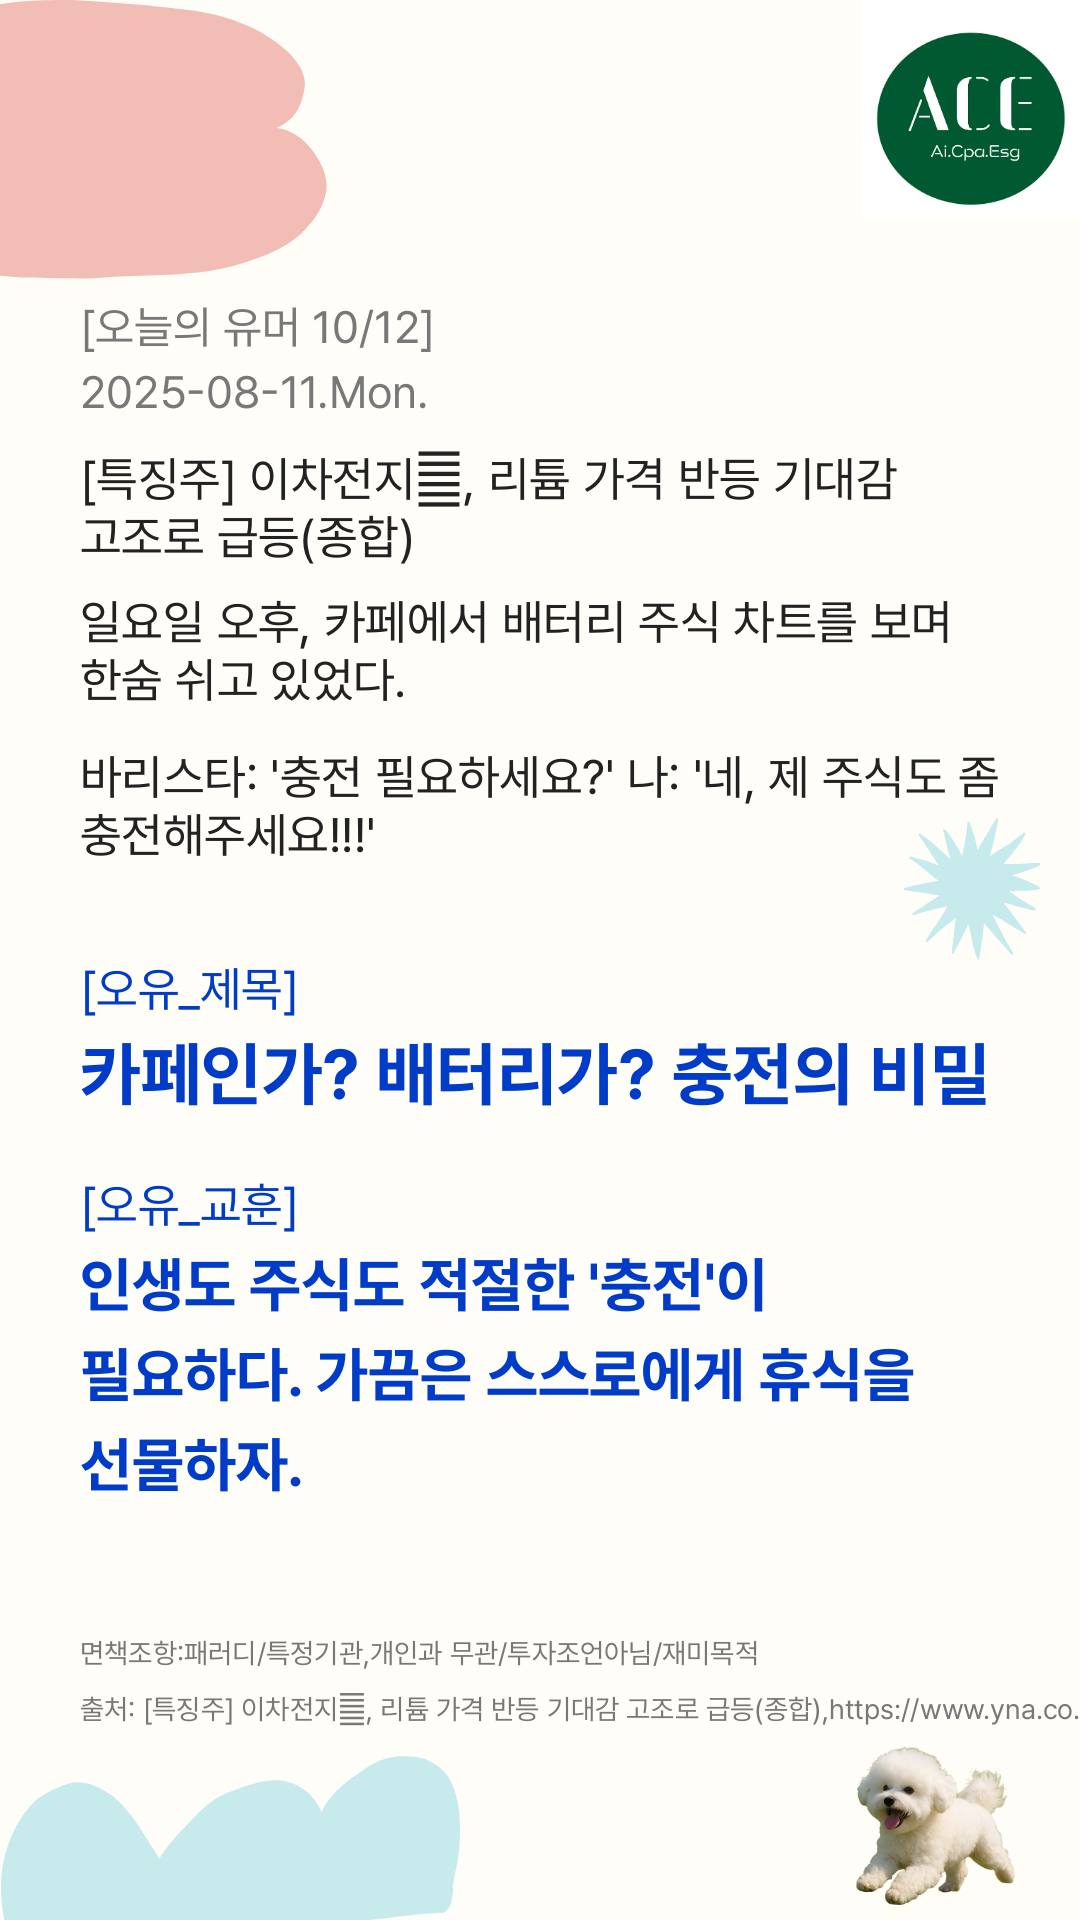 ACE
Ai.Cpa.Esg
[오늘의 유머 10/12]
2025-08-11.Mon.
[특징주] 이차전지, 리튬 가격 반등 기대감
고조로 급등(종합)
일요일 오후, 카페에서 배터리 주식 차트를 보며
한숨 쉬고 있었다.
바리스타: '충전 필요하세요?' 나: '네, 제 주식도 좀
충전해주세요!!!'
[오유_제목]
카페인가? 배터리가? 충전의 비밀
[오유_교훈]
인생도 주식도 적절한 '충전'이
필요하다. 가끔은 스스로에게 휴식을
선물하자.
면책조항:패러디/특정기관,개인과 무관/투자조언아님/재미목적
출처: [특징주] 이차전지, 리튬 가격 반등 기대감 고조로 급등(종합),https://www.yna.co.